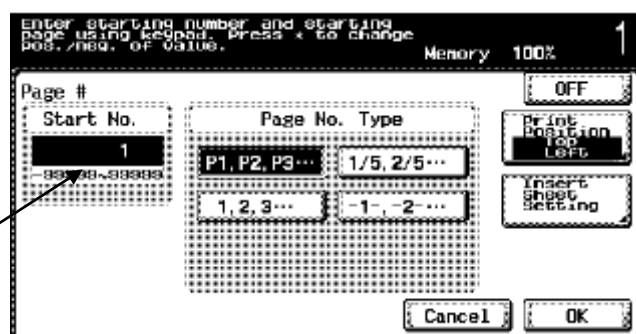 Enter starting number and starting
page using keypad. Press * to change
pos./neg. of value.
Memory 100% 1
Page #
OFF
Start No.
1
-99999~99999
Page No. Type
P1,P2,P3···
1/5,2/5···
1,2,3···
-1-,-2-···
Print
Position
Top
Left
Insert
Sheet
Setting
Cancel
OK